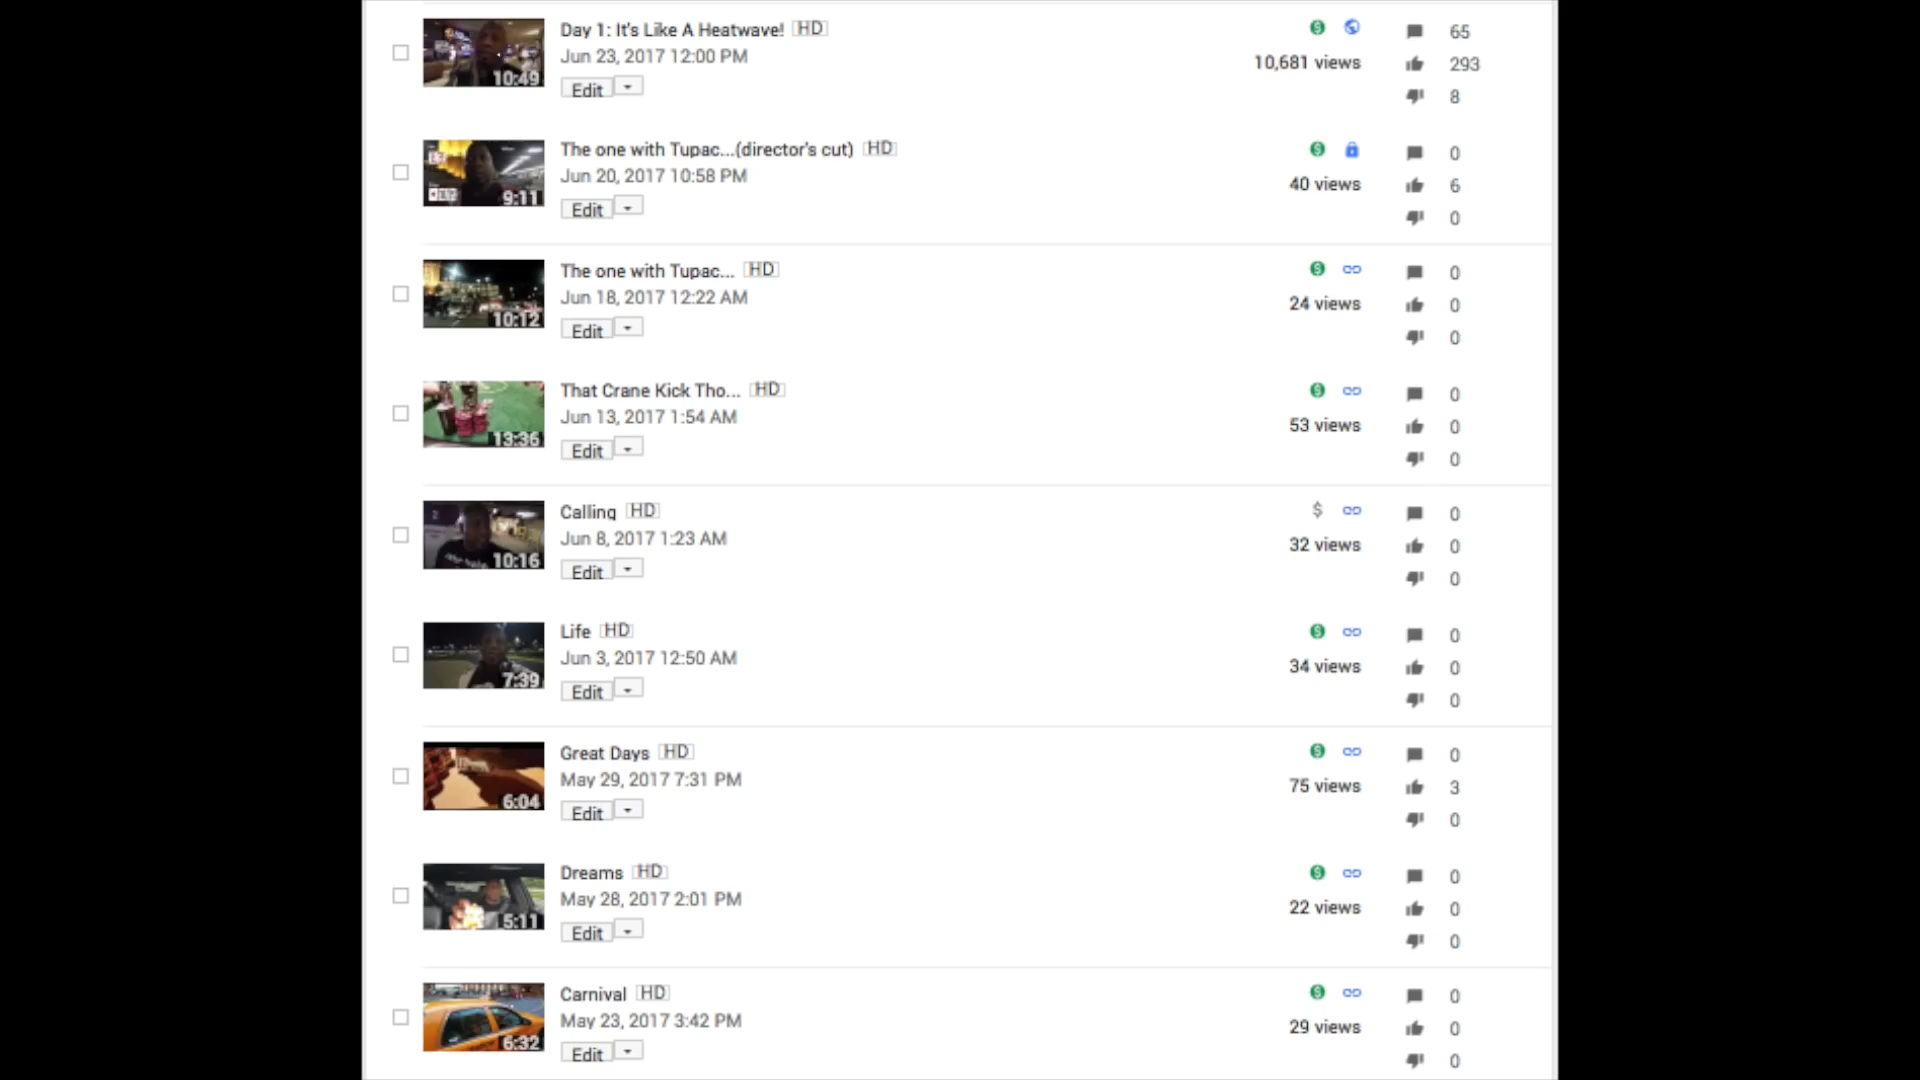 Day 1: It's Like A Heatwave! HD
Jun 23, 2017 12:00 PM
10:49
Edit
10,681 views
65
293
8
The one with Tupac...(director's cut) HD
Jun 20, 2017 10:58 PM
9:11
Edit
40 views
0
6
0
The one with Tupac... HD
Jun 18, 2017 12:22 AM
10:12
Edit
24 views
0
0
0
That Crane Kick Tho... HD
Jun 13, 2017 1:54 AM
13:36
Edit
53 views
0
0
0
Calling HD
Jun 8, 2017 1:23 AM
10:16
Edit
$
32 views
0
0
0
Life HD
Jun 3, 2017 12:50 AM
7:39
Edit
34 views
0
0
0
Great Days HD
May 29, 2017 7:31 PM
6:04
Edit
75 views
0
3
0
Dreams HD
May 28, 2017 2:01 PM
5:11
Edit
22 views
0
0
0
Carnival HD
May 23, 2017 3:42 PM
6:32
Edit
29 views
0
0
0